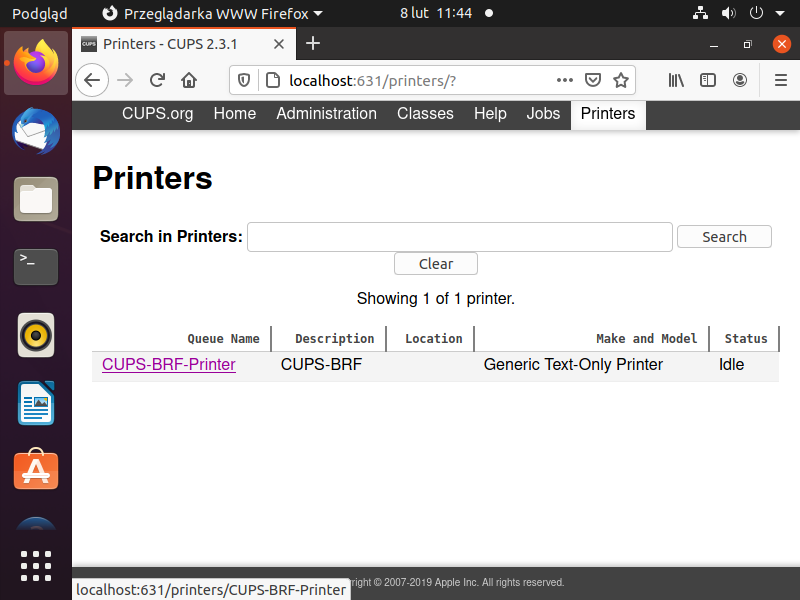 Podgląd
Przeglądarka WWW Firefox
8 lut 11:44
CUPS
Printers - CUPS 2.3.1
localhost:631/printers/?
CUPS.org Home Administration Classes Help Jobs Printers
Printers
Search in Printers: Search
Clear
Showing 1 of 1 printer.
Queue Name Description Location Make and Model Status
CUPS-BRF-Printer CUPS-BRF Generic Text-Only Printer Idle
right © 2007-2019 Apple Inc. All rights reserved.
localhost:631/printers/CUPS-BRF-Printer